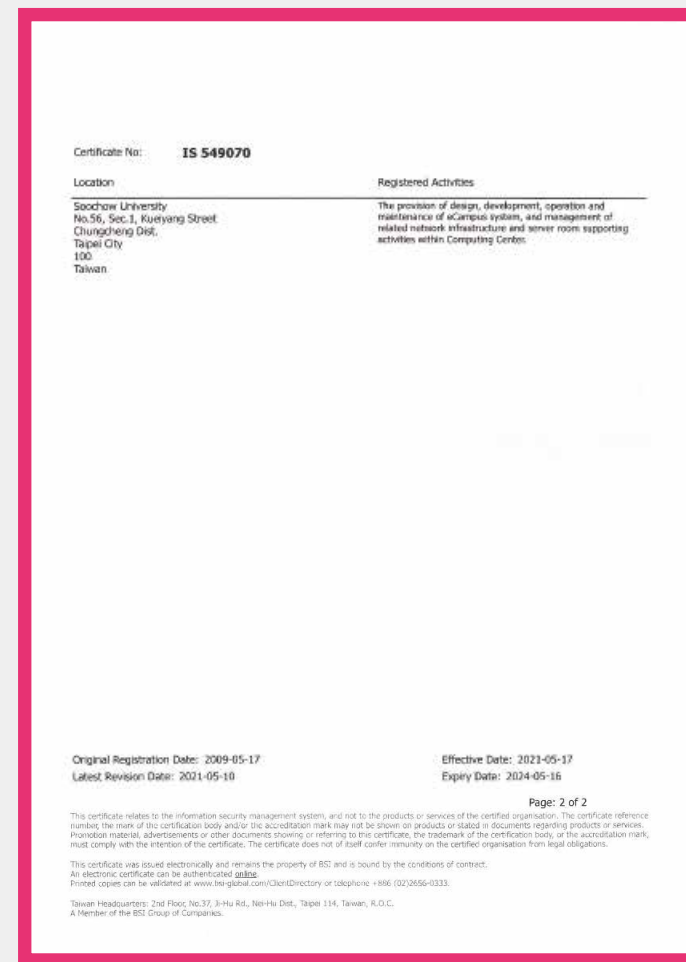 Certificate No: IS 549070
Location Registered Activities
Soochow University
No.56, Sec.1, Kueiyang Street
Chungcheng Dist.
Taipei City
100
Taiwan
The provision of design, development, operation and
maintenance of eCampus system, and management of
related network infrastructure and server room supporting
activities within Computing Center.
Original Registration Date: 2009-05-17 Effective Date: 2021-05-17
Latest Revision Date: 2021-05-10 Expiry Date: 2024-05-16
Page: 2 of 2
This certificate relates to the information security management system, and not to the products or services of the certified organisation. The certificate reference
number, the mark of the certification body and/or the accreditation mark may not be shown on products or stated in documents regarding products or services.
Promotion material, advertisements or other documents showing or referring to this certificate, the trademark of the certification body, or the accreditation mark,
must comply with the intention of the certificate. The certificate does not of itself confer immunity on the certified organisation from legal obligations.
This certificate was issued electronically and remains the property of BSI and is bound by the conditions of contract.
An electronic certificate can be authenticated online.
Printed copies can be validated at www.bsi-global.com/ClientDirectory or telephone +886 (02)2656-0333.
Taiwan Headquarters: 2nd Floor, No.37, Ji-Hu Rd., Nei-Hu Dist., Taipei 114, Taiwan, R.O.C.
A Member of the BSI Group of Companies.